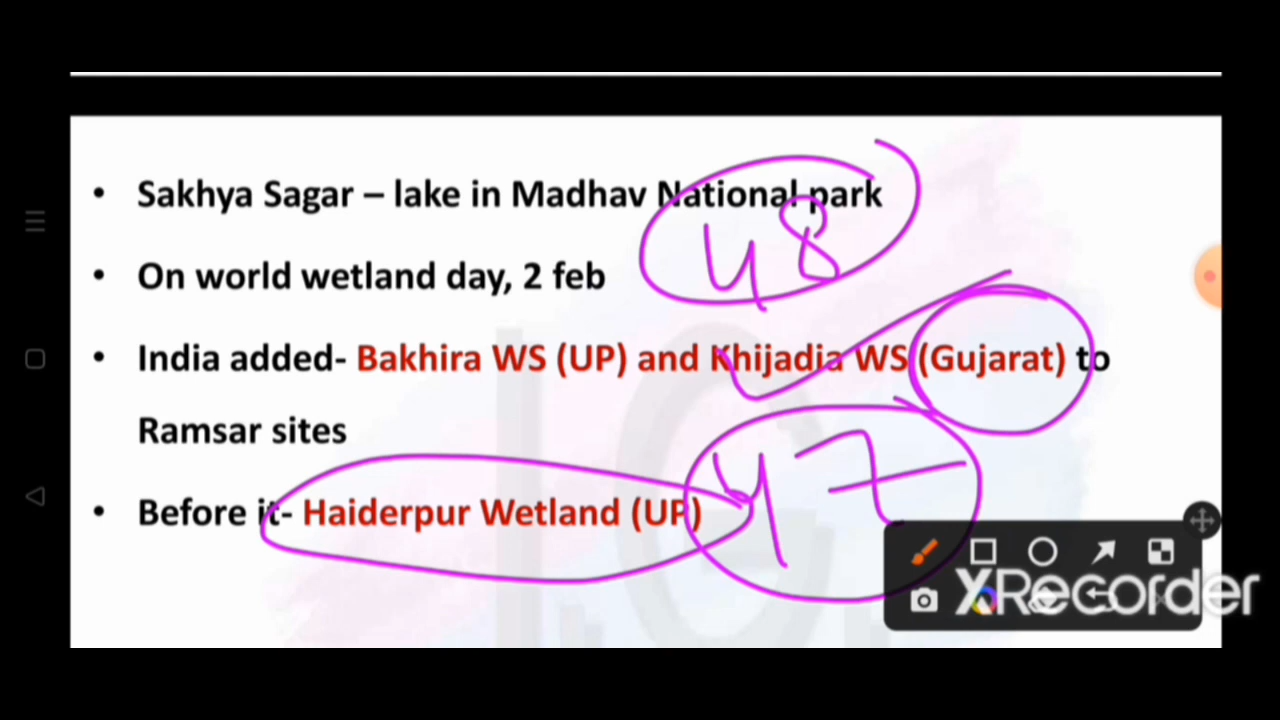 • Sakhya Sagar – lake in Madhav National park
48
• On world wetland day, 2 feb
• India added- Bakhira WS (UP) and Khijadia WS (Gujarat) to
Ramsar sites
• Before it- Haiderpur Wetland (UP)
47
XRecorder